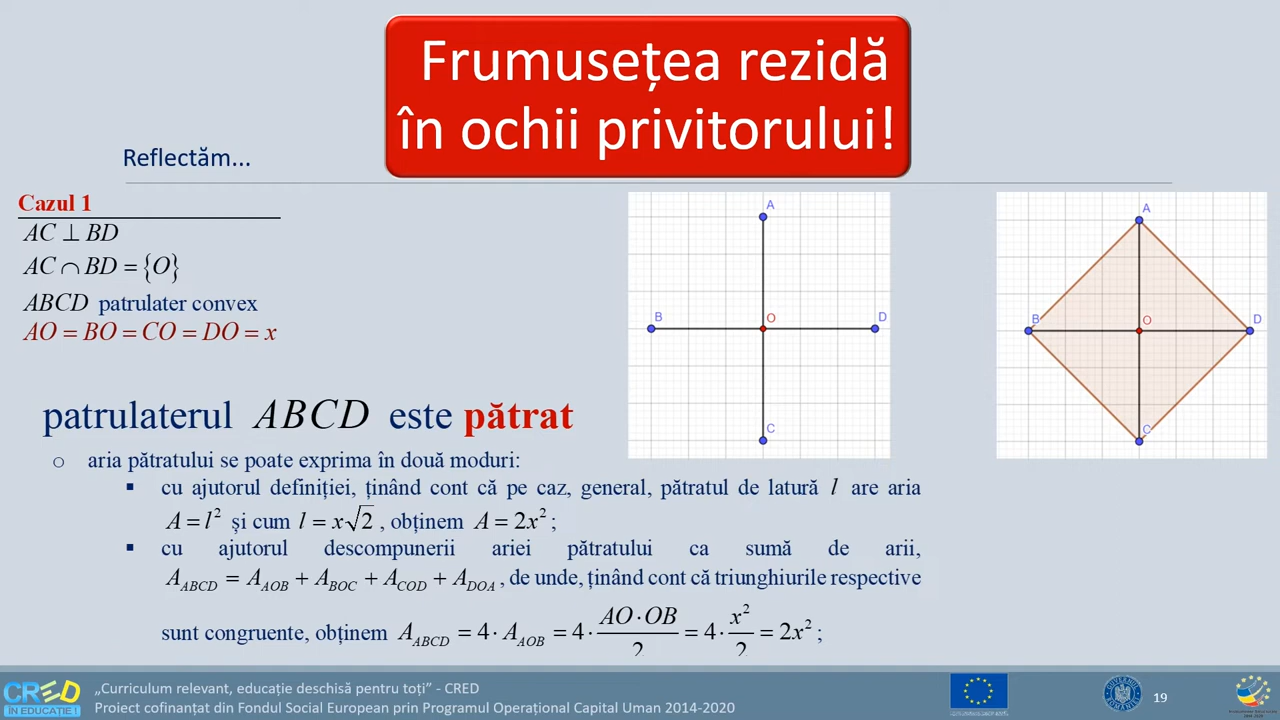 Frumusețea rezidă
în ochii privitorului!
Reflectăm...
Cazul 1
AC ⊥ BD
AC ∩ BD = {O}
ABCD patrulater convex
AO = BO = CO = DO = x
A
B
O
D
C
A
B
O
D
C
patrulaterul ABCD este pătrat
o aria pătratului se poate exprima în două moduri:
▪ cu ajutorul definiției, ținând cont că pe caz, general, pătratul de latură l are aria
A = l² și cum l = x√2, obținem A = 2x²;
▪ cu ajutorul descompunerii ariei pătratului ca sumă de arii,
A_ABCD = A_AOB + A_BOC + A_COD + A_DOA, de unde, ținând cont că triunghiurile respective
sunt congruente, obținem A_ABCD = 4 · A_AOB = 4 · AO · OB / 2 = 4 · x² / 2 = 2x²;
CRED
ÎN EDUCAȚIE !
„Curriculum relevant, educație deschisă pentru toți” - CRED
Proiect cofinanțat din Fondul Social European prin Programul Operațional Capital Uman 2014-2020
19